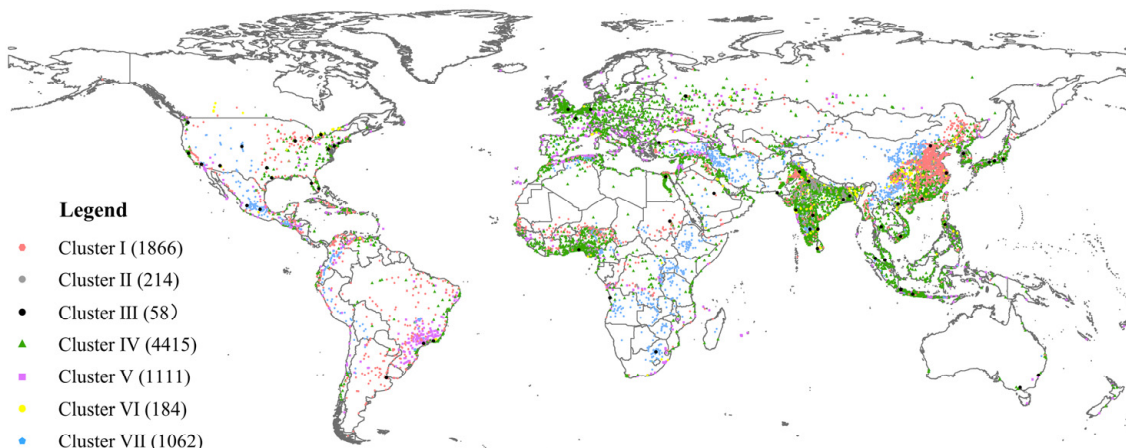 Legend
Cluster I (1866)
Cluster II (214)
Cluster III (58)
Cluster IV (4415)
Cluster V (1111)
Cluster VI (184)
Cluster VII (1062)